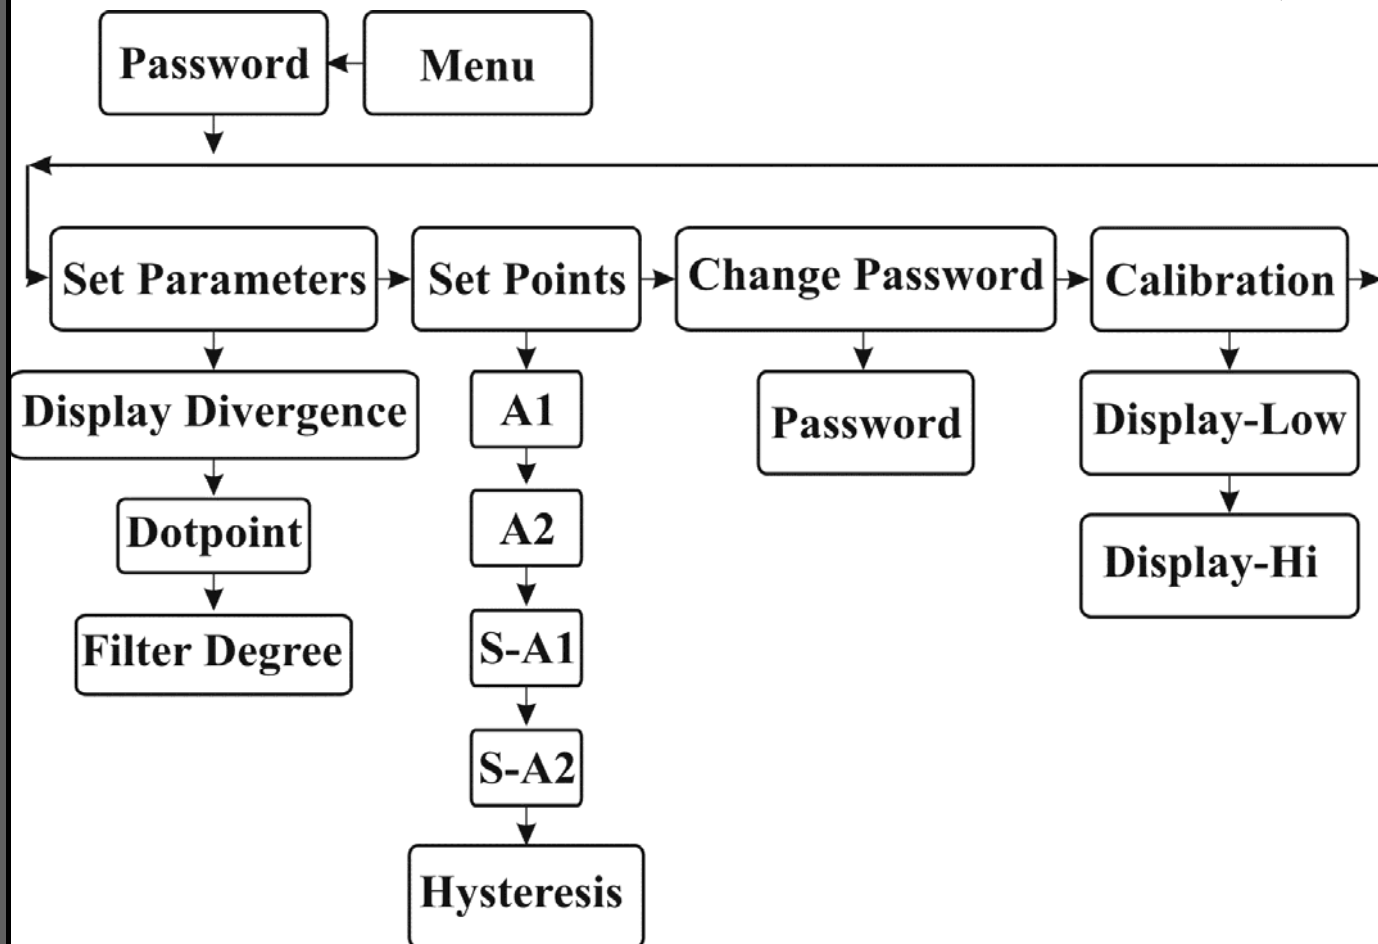 Password
Menu
Set Parameters
Set Points
Change Password
Calibration
Display Divergence
A1
Password
Display-Low
Dotpoint
A2
Display-Hi
Filter Degree
S-A1
S-A2
Hysteresis